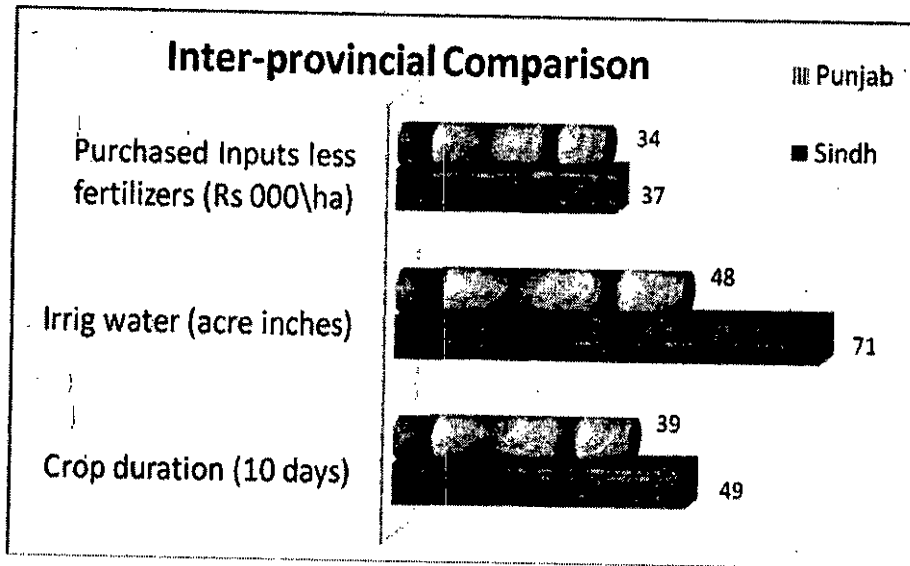 Inter-provincial Comparison
Punjab
Sindh
Purchased Inputs less
fertilizers (Rs 000\ha)
34
37
Irrig water (acre inches)
48
71
Crop duration (10 days)
39
49